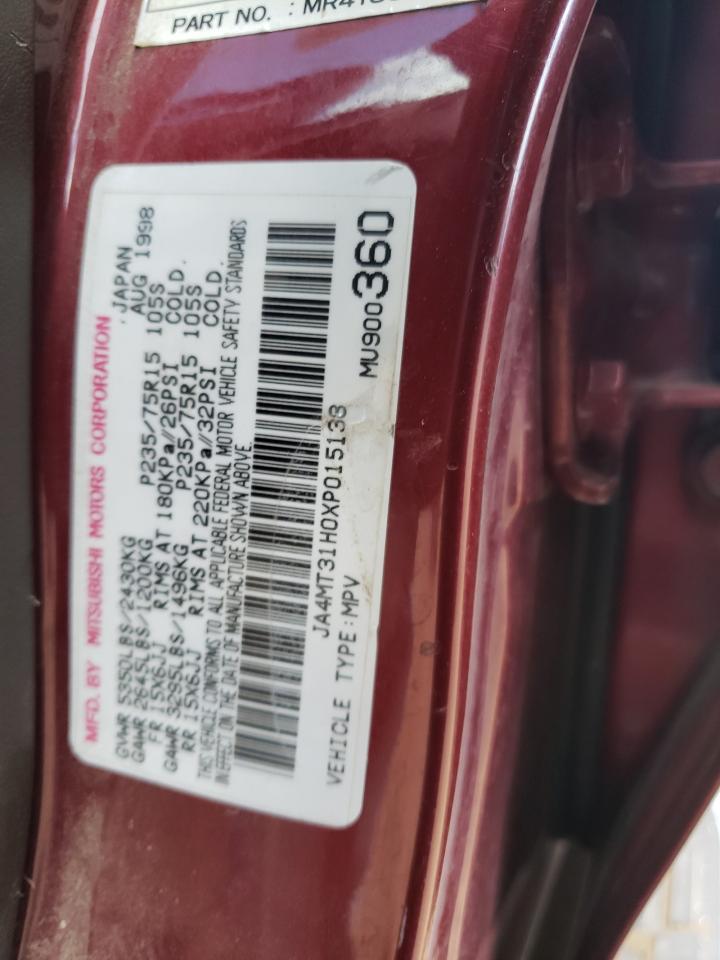 PART NO. :
MFD. BY MITSUBISHI MOTORS CORPORATION JAPAN
GVWR 5350LBS/2430KG AUG 1998
GAWR 2645LBS/1200KG P235/75R15 105S
FR 15X6JJ RIMS AT 180KPa//26PSI COLD.
GAWR 3295LBS/1496KG P235/75R15 105S
RR 15X6JJ RIMS AT 220KPa//32PSI COLD.
THIS VEHICLE CONFORMS TO ALL APPLICABLE FEDERAL MOTOR VEHICLE SAFETY STANDARDS
IN EFFECT ON THE DATE OF MANUFACTURE SHOWN ABOVE
JA4MT31H0XP015138
VEHICLE TYPE:MPV MU900360